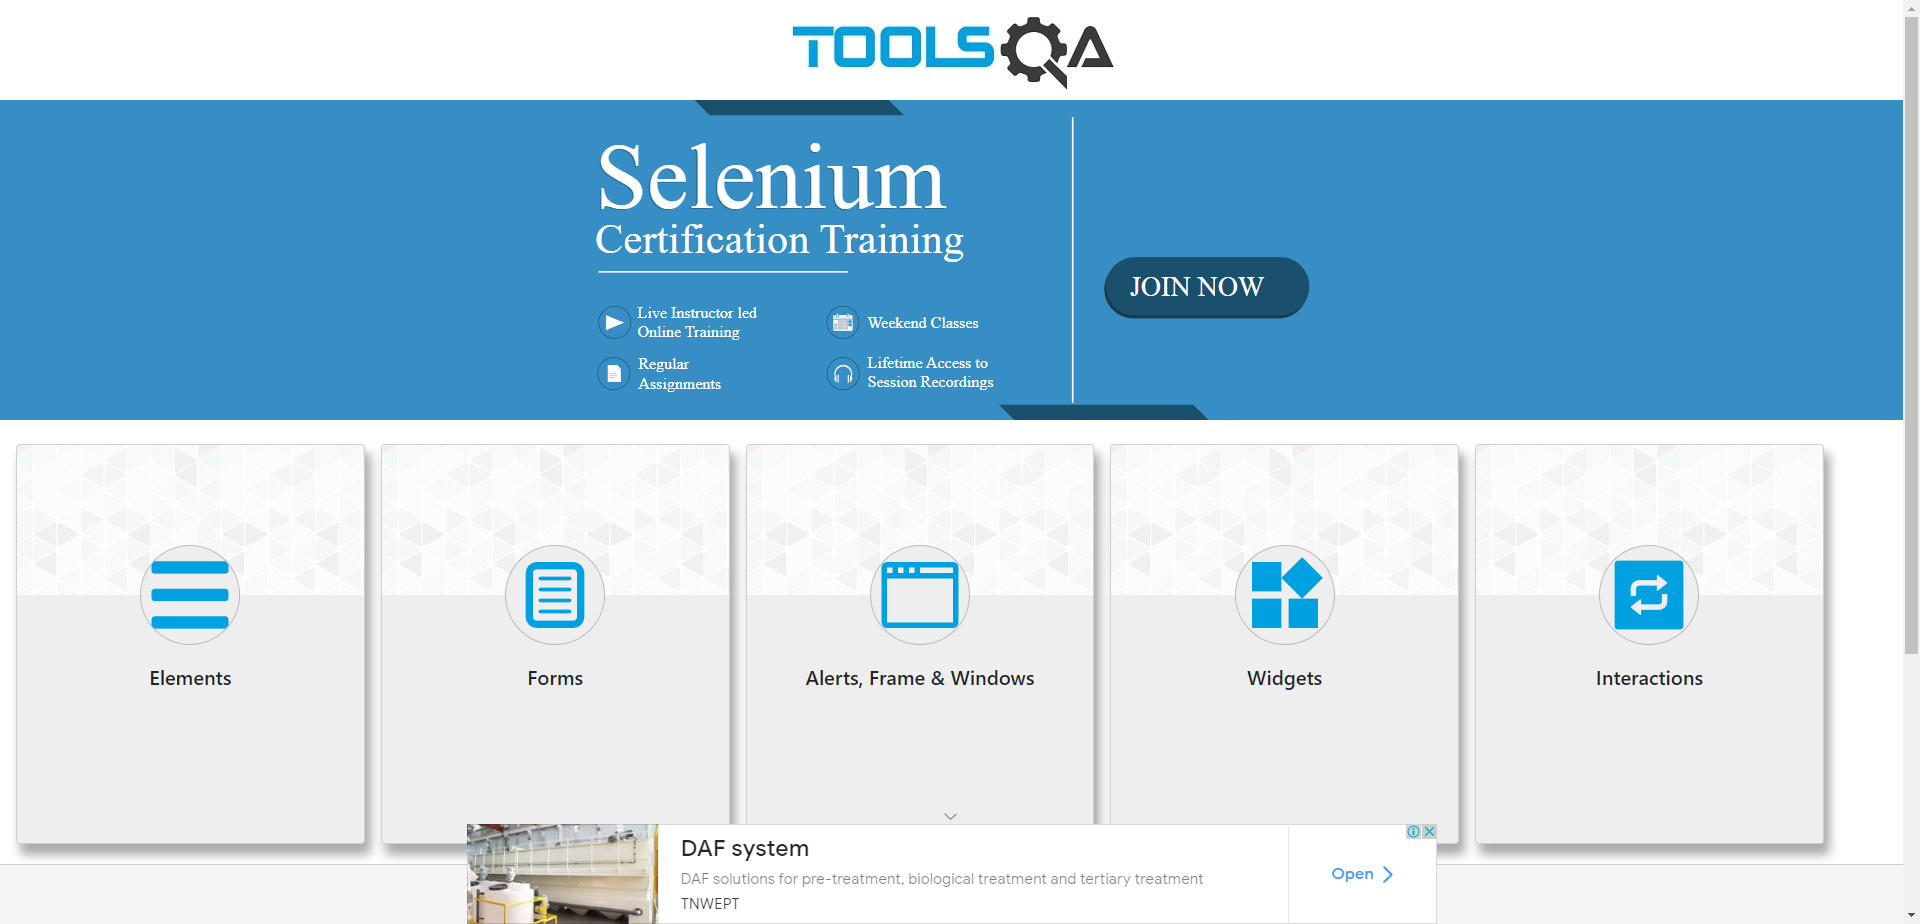 TOOLSQA
Selenium
Certification Training
JOIN NOW
Live Instructor led
Online Training
Weekend Classes
Regular
Assignments
Lifetime Access to
Session Recordings
Elements
Forms
Alerts, Frame & Windows
Widgets
Interactions
DAF system
DAF solutions for pre-treatment, biological treatment and tertiary treatment
TNWEPT
Open